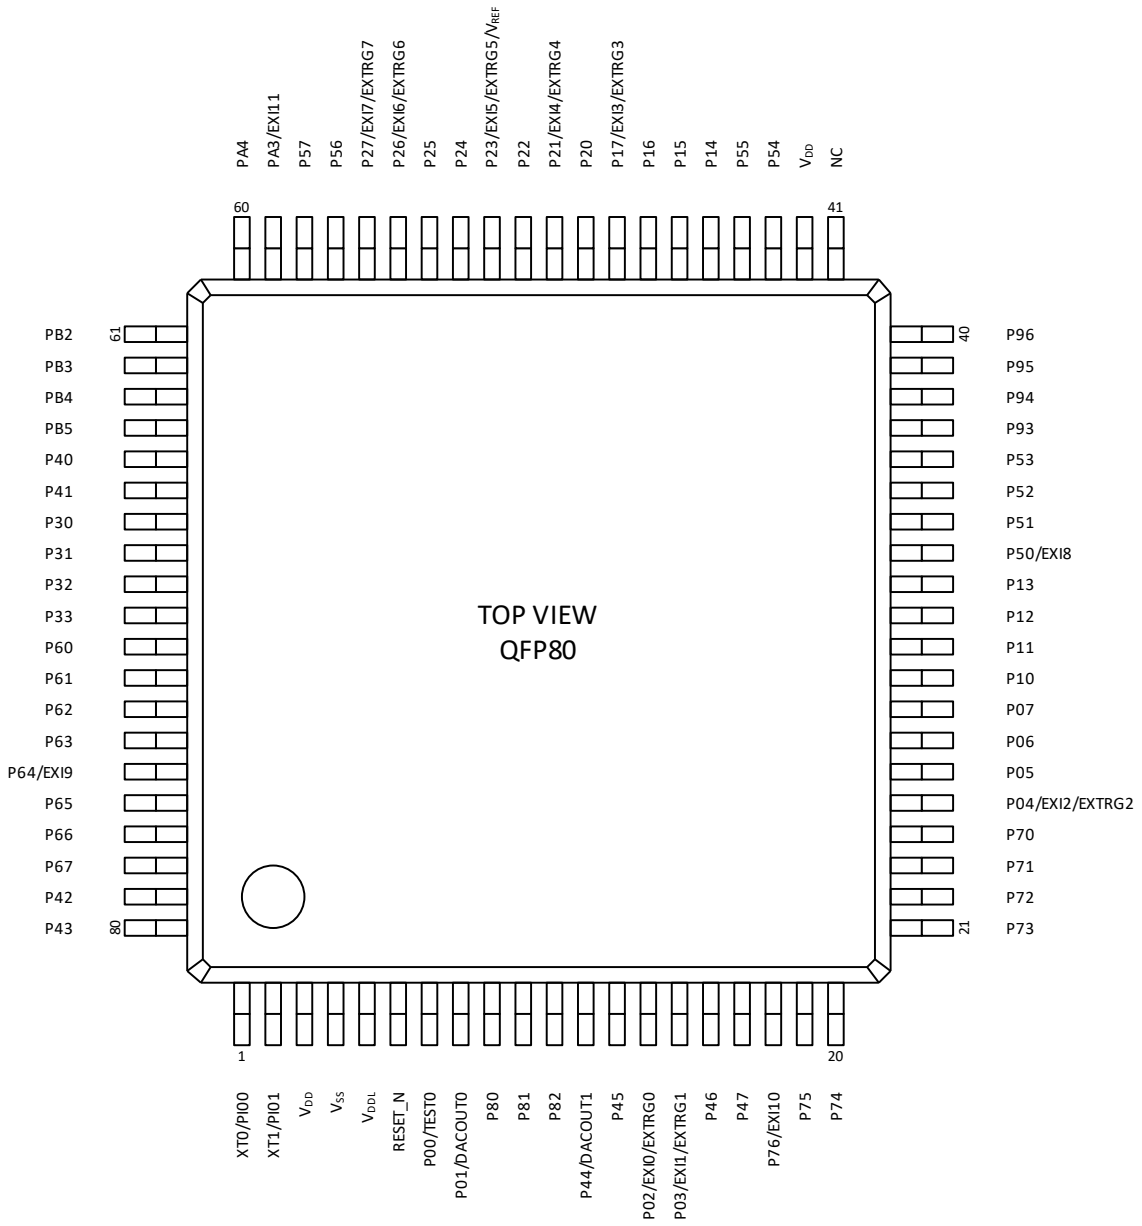 PA4
PA3/EXI11
P57
P56
P27/EXI7/EXTRG7
P26/EXI6/EXTRG6
P25
P24
P23/EXI5/EXTRG5/VREF
P22
P21/EXI4/EXTRG4
P20
P17/EXI3/EXTRG3
P16
P15
P14
P55
P54
VDD
NC
60
41
PB2
61
PB3
PB4
PB5
P40
P41
P30
P31
P32
P33
P60
P61
P62
P63
P64/EXI9
P65
P66
P67
P42
P43
80
TOP VIEW
QFP80
40
P96
P95
P94
P93
P53
P52
P51
P50/EXI8
P13
P12
P11
P10
P07
P06
P05
P04/EXI2/EXTRG2
P70
P71
P72
21
P73
1
20
XT0/PI00
XT1/PI01
VDD
VSS
VDDL
RESET_N
P00/TEST0
P01/DACOUT0
P80
P81
P82
P44/DACOUT1
P45
P02/EXI0/EXTRG0
P03/EXI1/EXTRG1
P46
P47
P76/EXI10
P75
P74